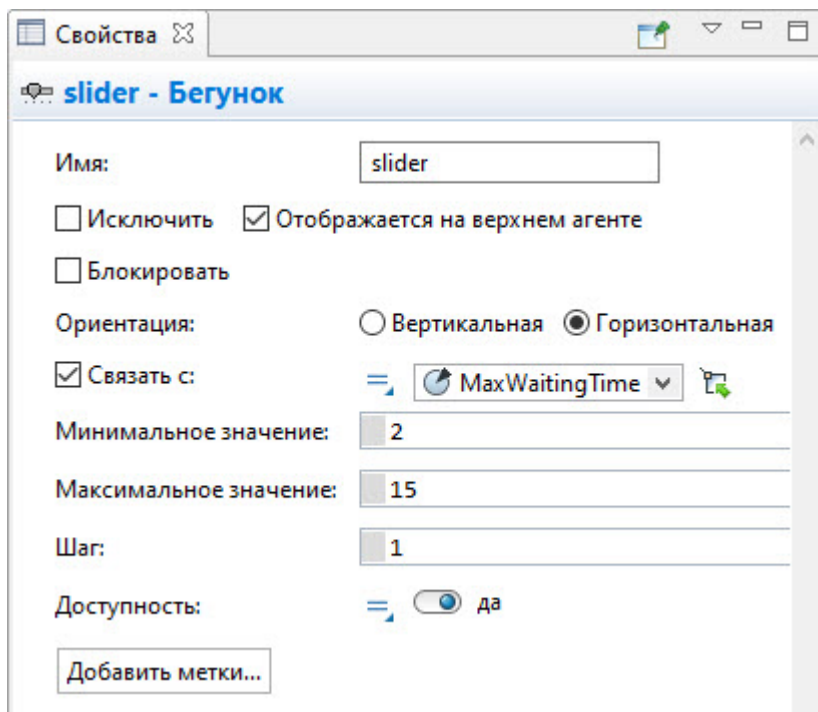 Свойства
slider - Бегунок
Имя: slider
Исключить Отображается на верхнем агенте
Блокировать
Ориентация: Вертикальная Горизонтальная
Связать с: MaxWaitingTime
Минимальное значение: 2
Максимальное значение: 15
Шаг: 1
Доступность: да
Добавить метки...